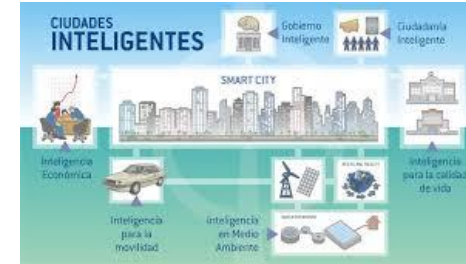 CIUDADES
INTELIGENTES
Gobierno
Inteligente
Ciudadanía
Inteligente
SMART CITY
Inteligencia
Económica
Inteligencia
para la calidad
de vida
Inteligencia
para la
movilidad
Inteligencia
en Medio
Ambiente